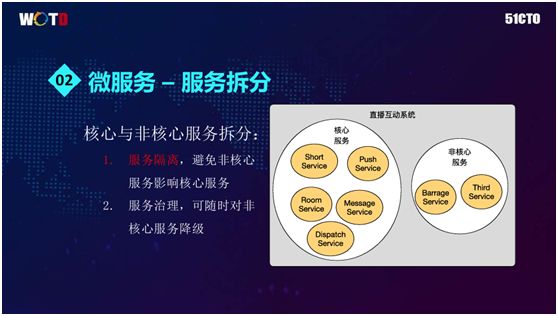 WOTD
51CTO
02
微服务 – 服务拆分
核心与非核心服务拆分：
1. 服务隔离，避免非核心
服务影响核心服务
2. 服务治理，可随时对非
核心服务降级
直播互动系统
核心
服务
Short
Service
Push
Service
Room
Service
Message
Service
Dispatch
Service
非核心
服务
Barrage
Service
Third
Service